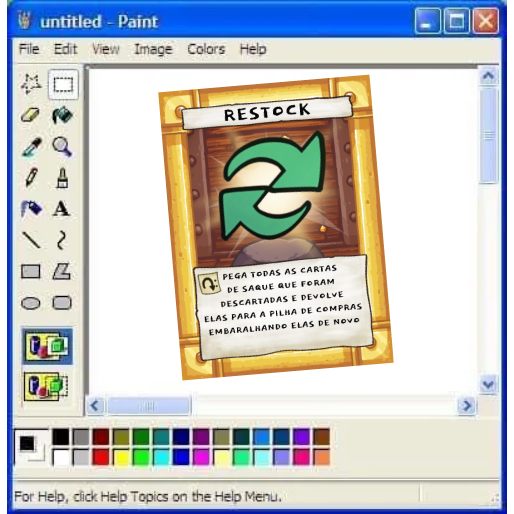 untitled - Paint
File Edit View Image Colors Help
A
RESTOCK
PEGA TODAS AS CARTAS
DE SAQUE QUE FORAM
DESCARTADAS E DEVOLVE
ELAS PARA A PILHA DE COMPRAS
EMBARALHANDO ELAS DE NOVO
For Help, click Help Topics on the Help Menu.